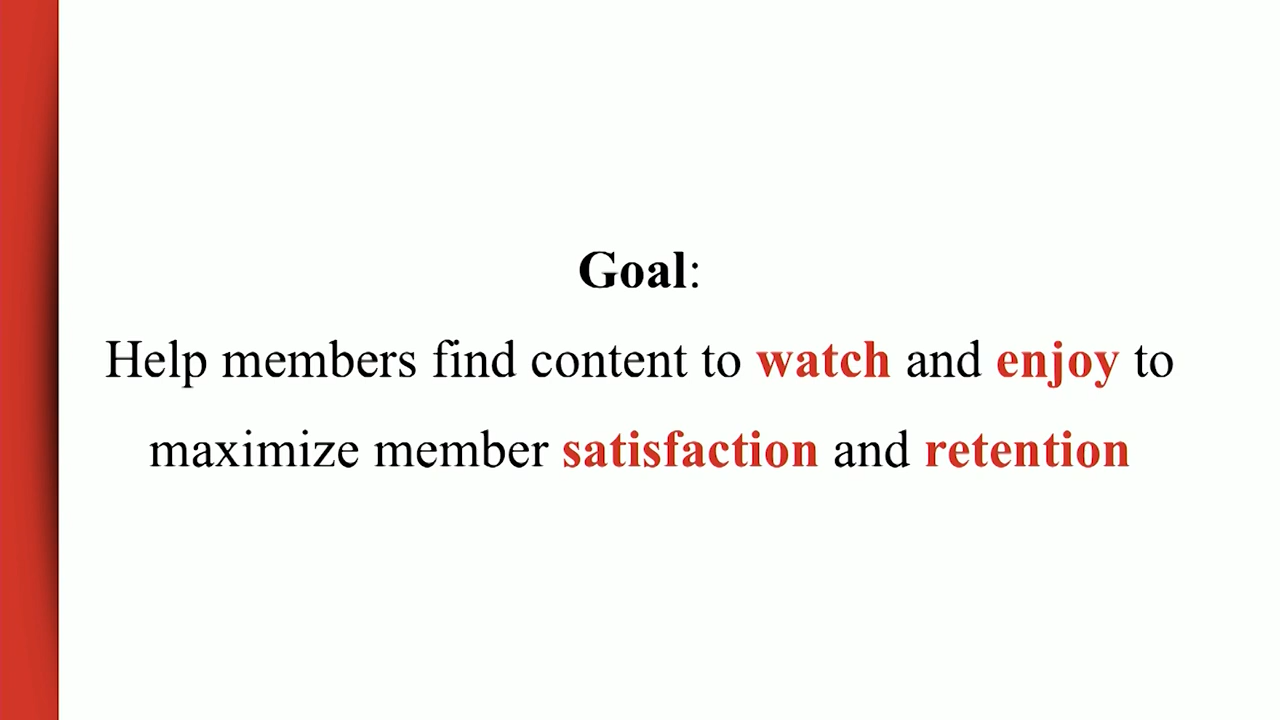 Goal:
Help members find content to watch and enjoy to
maximize member satisfaction and retention